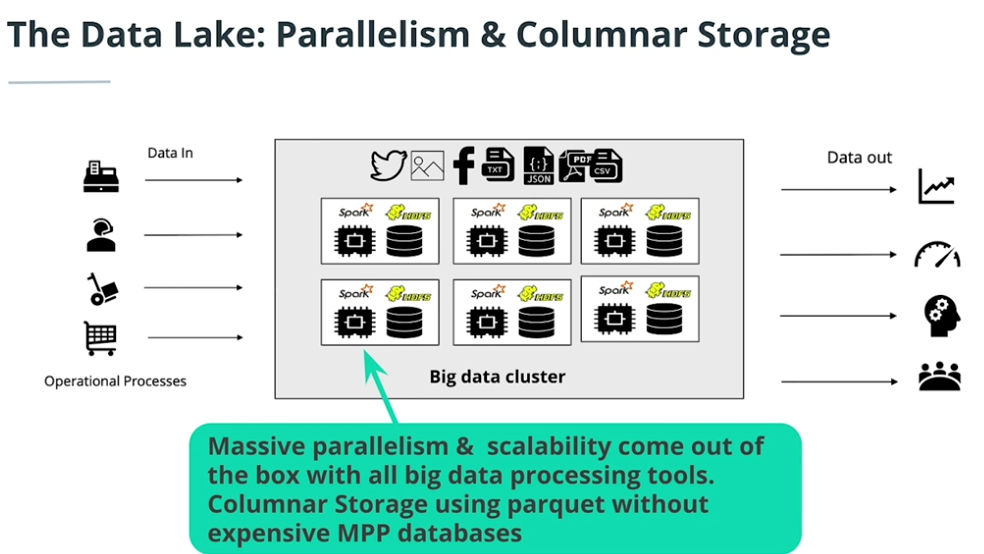 The Data Lake: Parallelism & Columnar Storage
Data In
Data out
TXT
JSON
PDF
CSV
Spark HDFS
Spark HDFS
Spark HDFS
Spark HDFS
Spark HDFS
Spark HDFS
Operational Processes
Big data cluster
Massive parallelism & scalability come out of
the box with all big data processing tools.
Columnar Storage using parquet without
expensive MPP databases